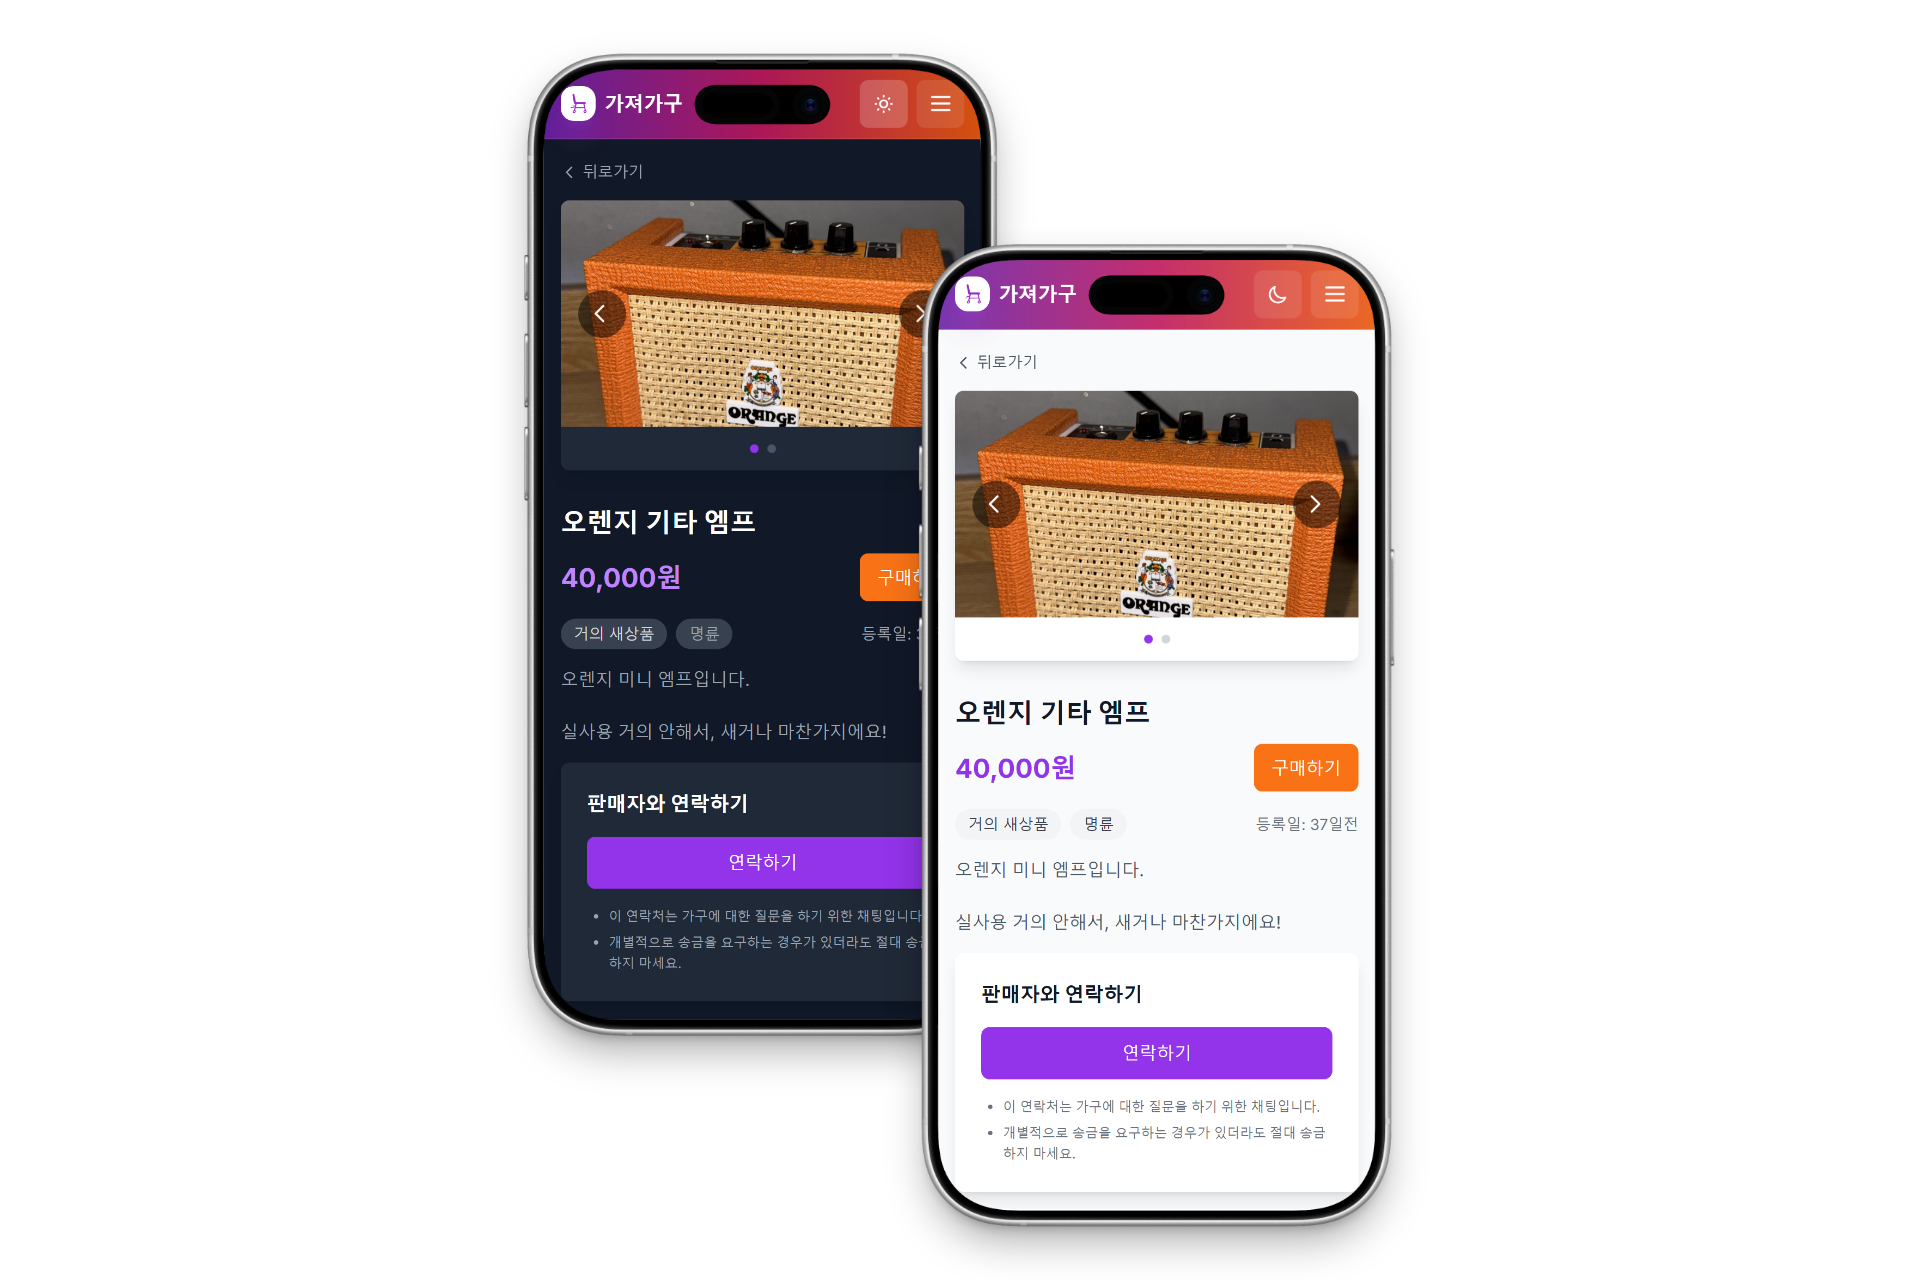 가져가구
뒤로가기
ORANGE
오렌지 기타 엠프
40,000원
구매하
거의 새상품
명륜
등록일:
오렌지 미니 엠프입니다.
실사용 거의 안해서, 새거나 마찬가지에요!
판매자와 연락하기
연락하기
이 연락처는 가구에 대한 질문을 하기 위한 채팅입니다
개별적으로 송금을 요구하는 경우가 있더라도 절대 송
하지 마세요.
가져가구
뒤로가기
ORANGE
오렌지 기타 엠프
40,000원
구매하기
거의 새상품
명륜
등록일: 37일전
오렌지 미니 엠프입니다.
실사용 거의 안해서, 새거나 마찬가지에요!
판매자와 연락하기
연락하기
이 연락처는 가구에 대한 질문을 하기 위한 채팅입니다.
개별적으로 송금을 요구하는 경우가 있더라도 절대 송금
하지 마세요.